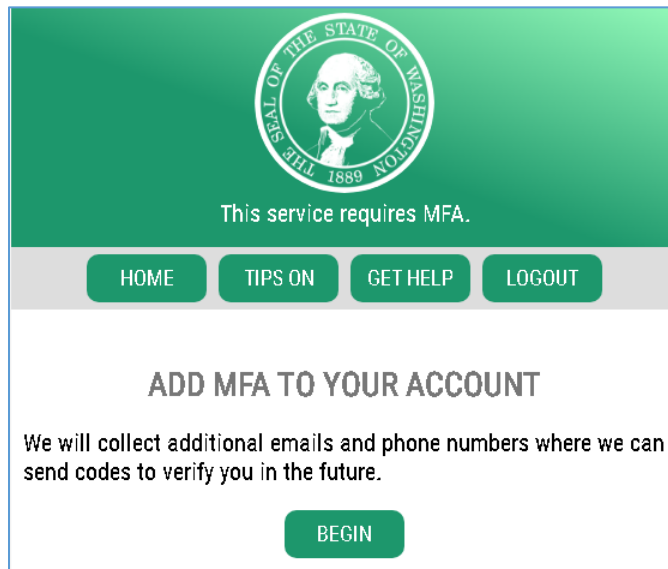 THE SEAL OF THE STATE OF WASHINGTON
1889
This service requires MFA.
HOME
TIPS ON
GET HELP
LOGOUT
ADD MFA TO YOUR ACCOUNT
We will collect additional emails and phone numbers where we can
send codes to verify you in the future.
BEGIN